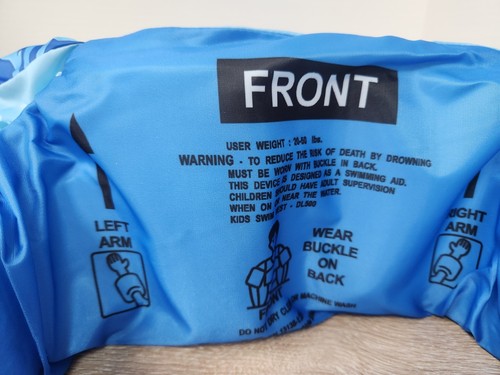 FRONT
USER WEIGHT : 20-50 lbs.
WARNING - TO REDUCE THE RISK OF DEATH BY DROWNING
MUST BE WORN WITH BUCKLE IN BACK.
THIS DEVICE IS DESIGNED AS A SWIMMING AID.
CHILDREN SHOULD HAVE ADULT SUPERVISION
WHEN ON OR NEAR THE WATER.
KIDS SWIM VEST - DL500
LEFT
ARM
WEAR
BUCKLE
ON
BACK
RIGHT
ARM
FRONT
DO NOT DRY CLEAN MACHINE WASH